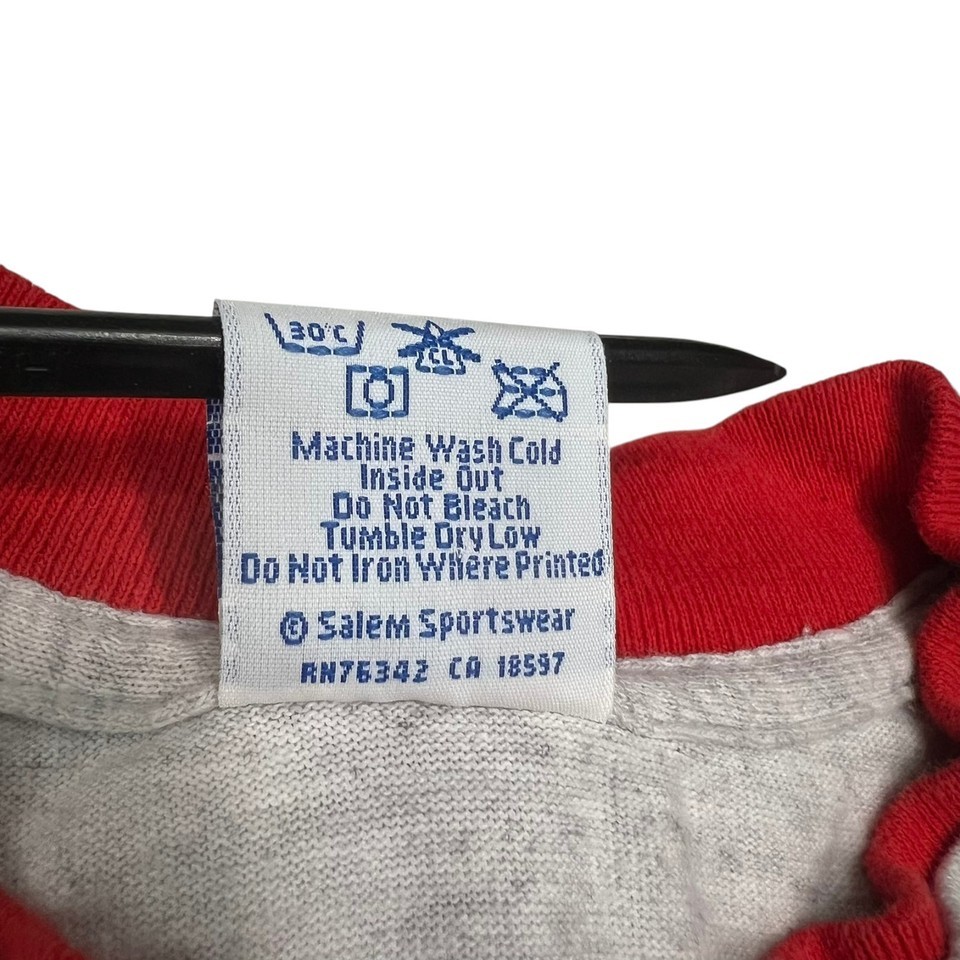 30°C
CL
Machine Wash Cold
Inside Out
Do Not Bleach
Tumble Dry Low
Do Not Iron Where Printed
© Salem Sportswear
RN76342 CA 18597